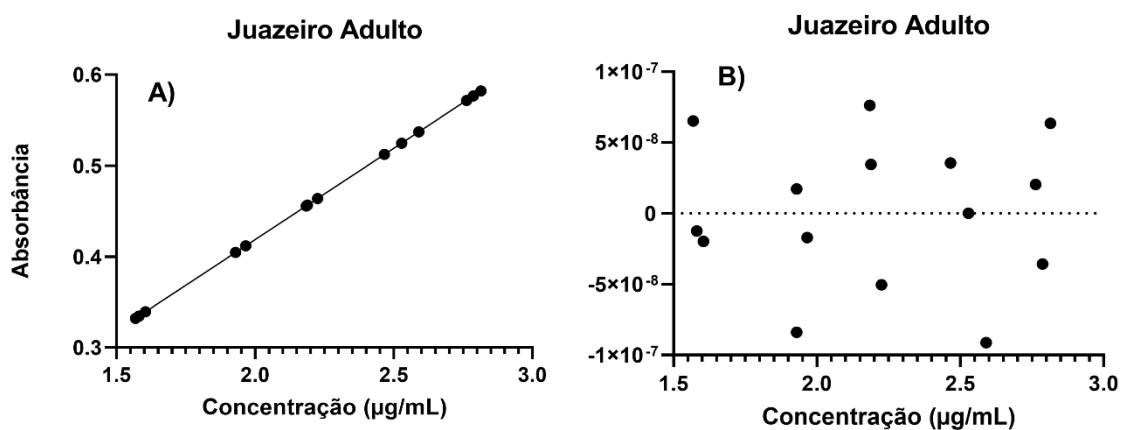 Juazeiro Adulto
A)
Absorbância
0.6
0.5
0.4
0.3
1.5 2.0 2.5 3.0
Concentração (µg/mL)
Juazeiro Adulto
B)
1×10⁻⁷
5×10⁻⁸
0
-5×10⁻⁸
-1×10⁻⁷
1.5 2.0 2.5 3.0
Concentração (µg/mL)